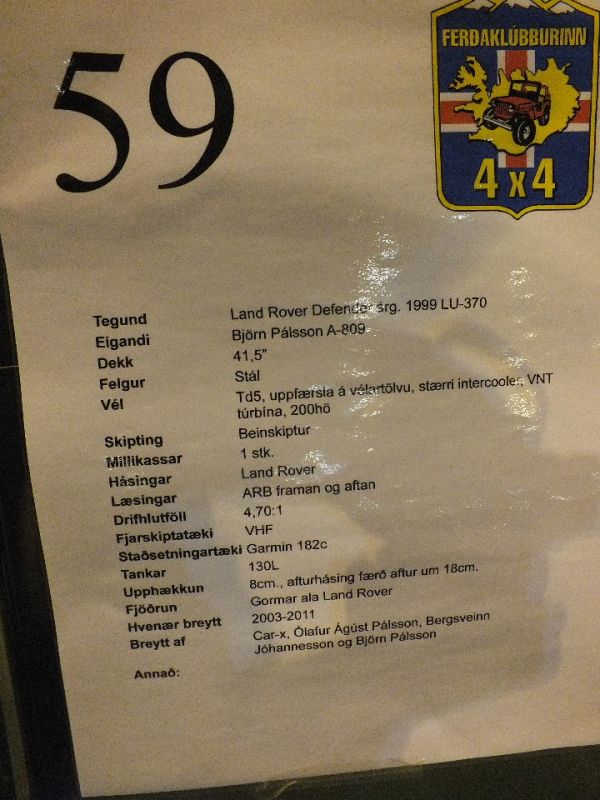 59
FERÐAKLÚBBURINN
4x4
Tegund Land Rover Defender árg. 1999 LU-370
Eigandi Björn Pálsson A-809
Dekk 41,5"
Felgur Stál
Vél Td5, uppfærsla á vélartölvu, stærri intercooler, VNT
túrbína, 200hö
Skipting Beinskiptur
Millikassar 1 stk.
Hásingar Land Rover
Læsingar ARB framan og aftan
Drifhlutföll 4,70:1
Fjarskiptatæki VHF
Staðsetningartæki Garmin 182c
Tankar 130L
Upphækkun 8cm., afturhásing færð aftur um 18cm.
Fjöðrun Gormar ala Land Rover
Hvenær breytt 2003-2011
Breytt af Car-x, Ólafur Ágúst Pálsson, Bergsveinn
Jóhannesson og Björn Pálsson
Annað: